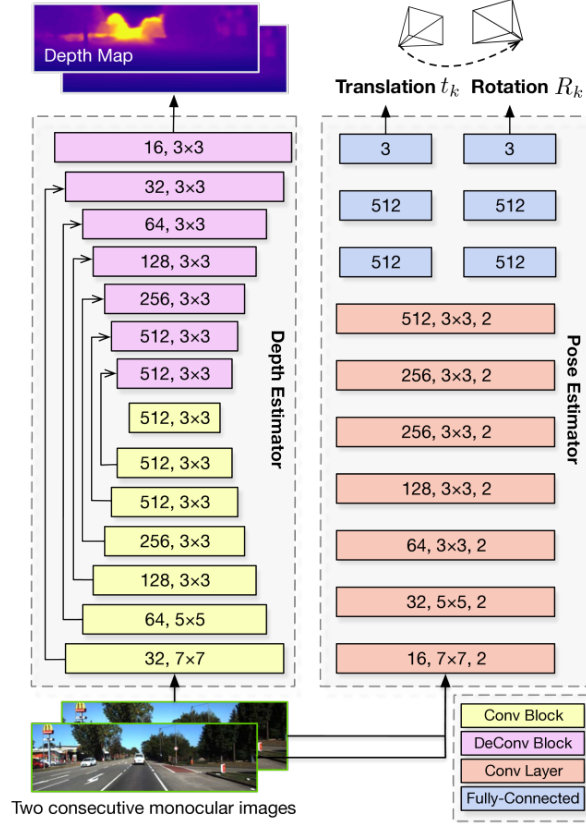 Depth Map
Translation t_k Rotation R_k
16, 3×3
32, 3×3
64, 3×3
128, 3×3
256, 3×3
512, 3×3
512, 3×3
512, 3×3
512, 3×3
512, 3×3
256, 3×3
128, 3×3
64, 5×5
32, 7×7
Depth Estimator
3 3
512 512
512 512
512, 3×3, 2
256, 3×3, 2
256, 3×3, 2
128, 3×3, 2
64, 3×3, 2
32, 5×5, 2
16, 7×7, 2
Pose Estimator
Two consecutive monocular images
Conv Block
DeConv Block
Conv Layer
Fully-Connected